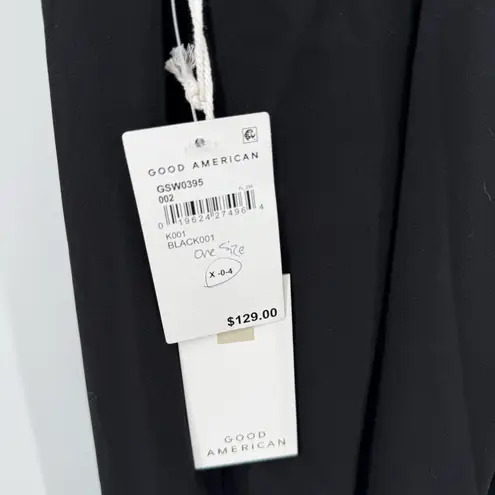 GOOD AMERICAN
GSW0395
002
0 19624 27496 4
K001
BLACK001
One Size
X -0-4
$129.00
GOOD
AMERICAN